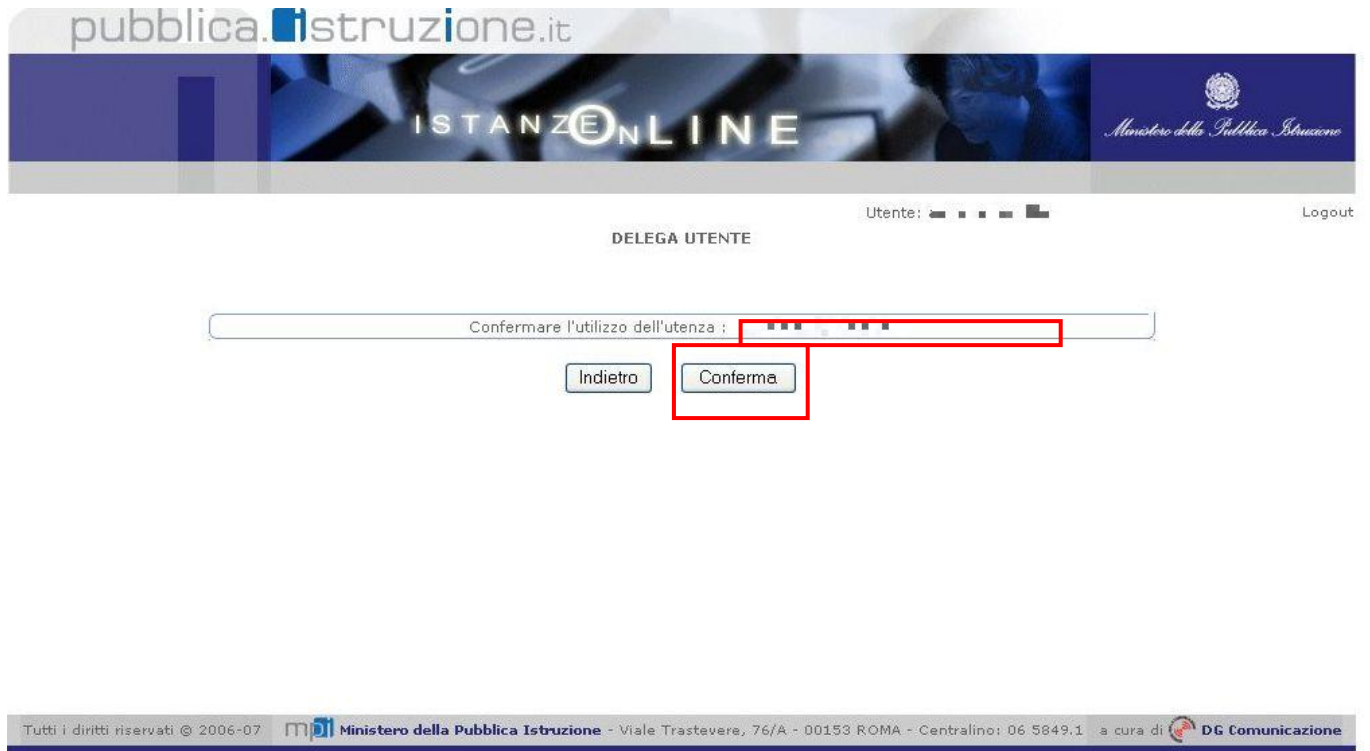 pubblica.istruzione.it
ISTANZEONLINE
Ministero della Pubblica Istruzione
Utente:
Logout
DELEGA UTENTE
Confermare l'utilizzo dell'utenza :
Indietro
Conferma
Tutti i diritti riservati © 2006-07 mpi Ministero della Pubblica Istruzione - Viale Trastevere, 76/A - 00153 ROMA - Centralino: 06 5849.1 a cura di DG Comunicazione